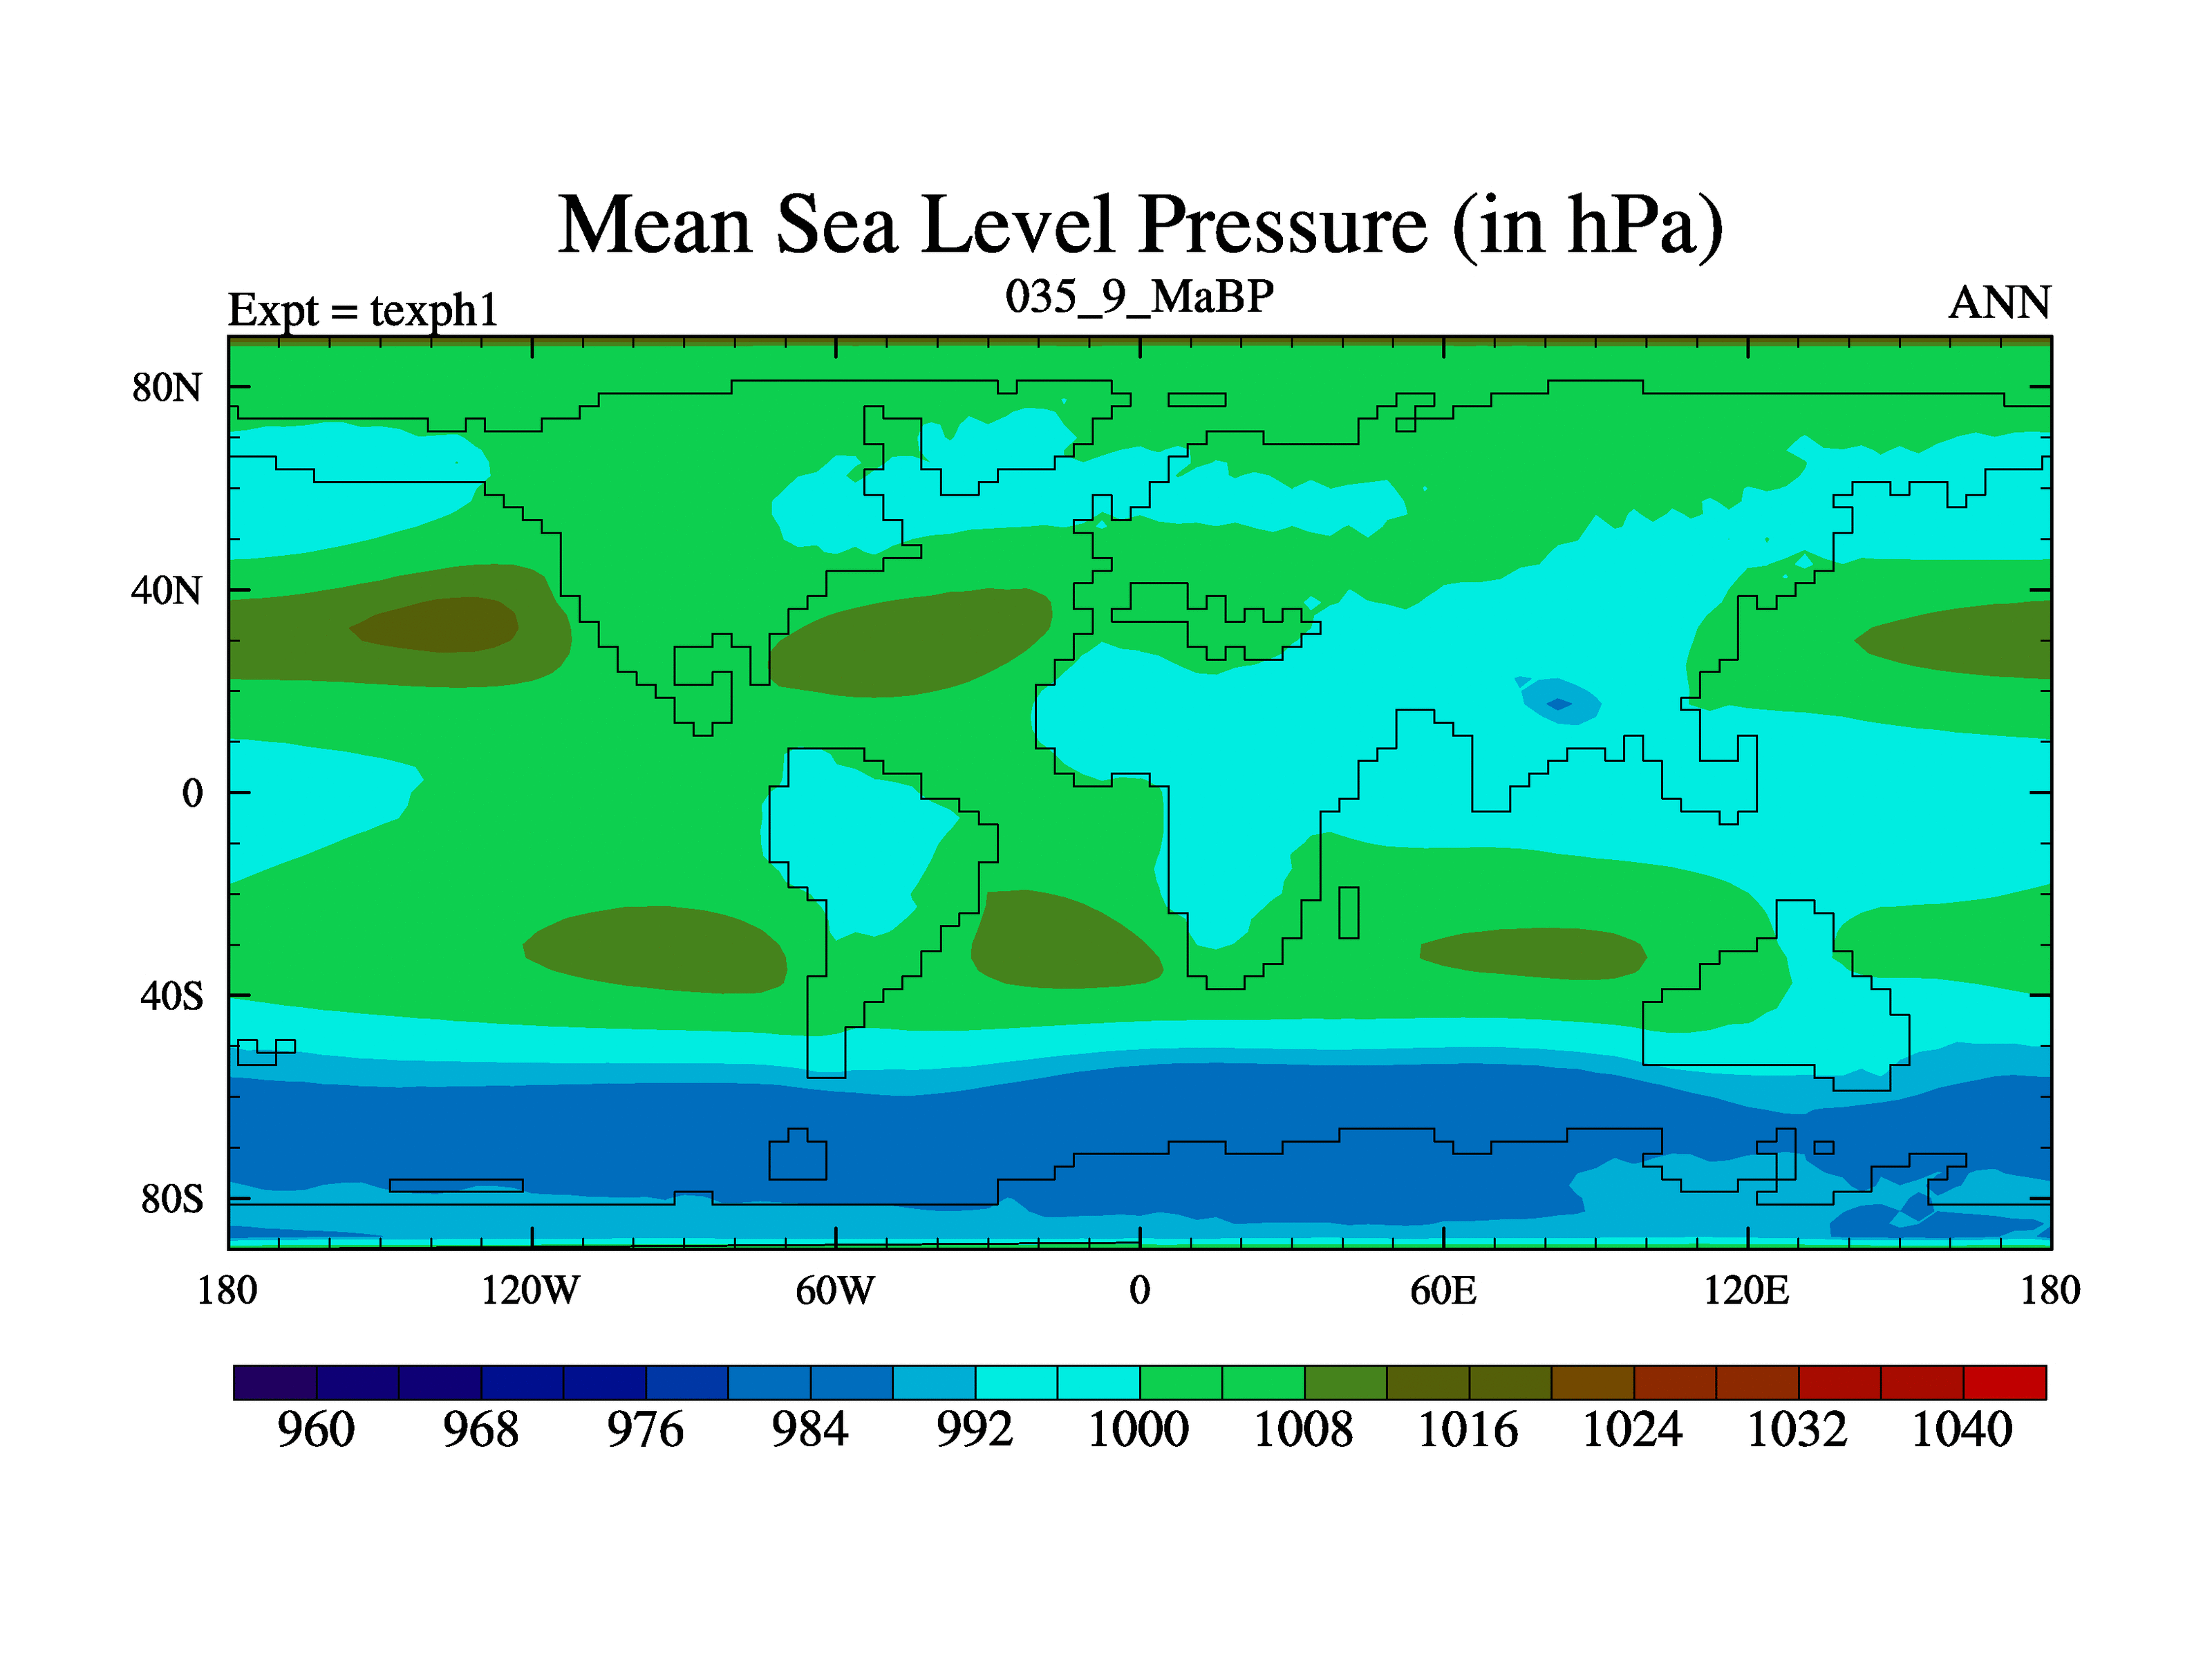 Mean Sea Level Pressure (in hPa)
035_9_MaBP
Expt = texph1
ANN
80N
40N
0
40S
80S
180 120W 60W 0 60E 120E 180
960 968 976 984 992 1000 1008 1016 1024 1032 1040